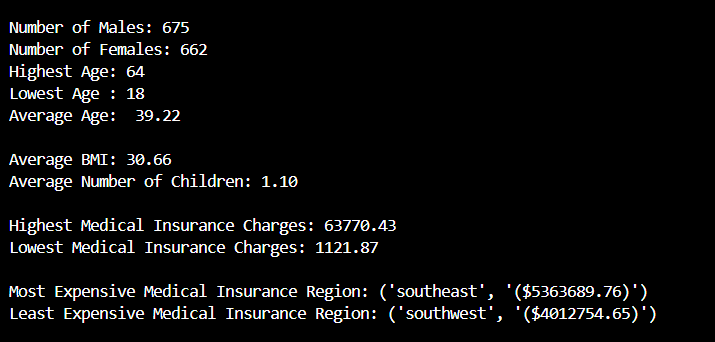 Number of Males: 675
Number of Females: 662
Highest Age: 64
Lowest Age : 18
Average Age:  39.22
Average BMI: 30.66
Average Number of Children: 1.10
Highest Medical Insurance Charges: 63770.43
Lowest Medical Insurance Charges: 1121.87
Most Expensive Medical Insurance Region: ('southeast', '($5363689.76)')
Least Expensive Medical Insurance Region: ('southwest', '($4012754.65)')